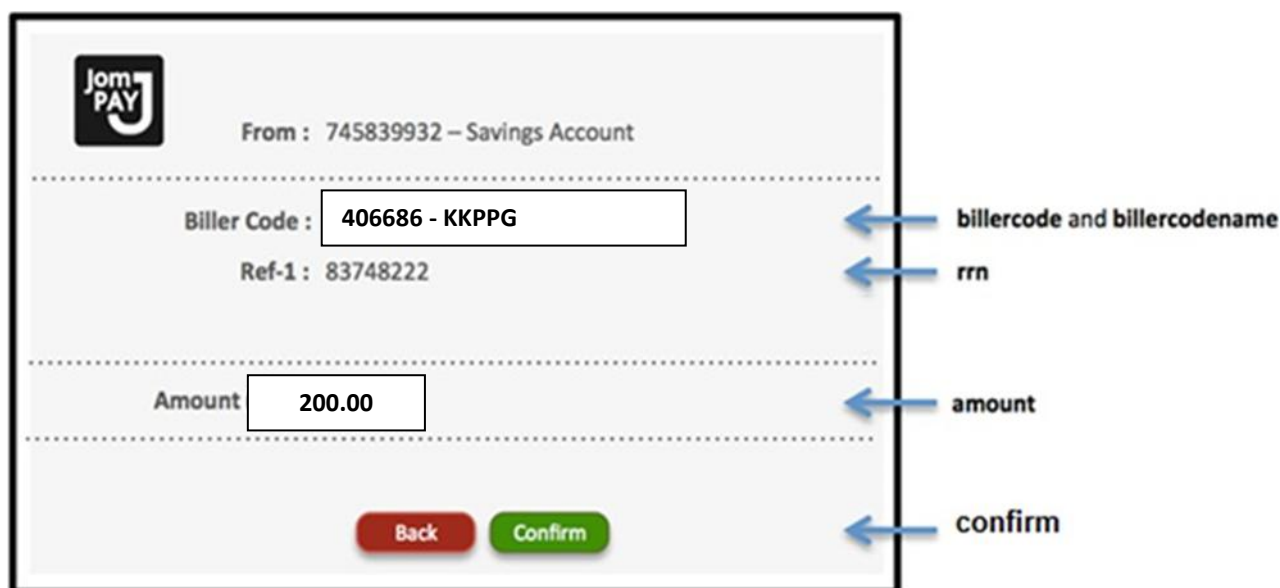 Jom
PAY
From : 745839932 – Savings Account
Biller Code : 406686 - KKPPG billercode and billercodename
Ref-1 : 83748222 rrn
Amount 200.00 amount
Back Confirm confirm